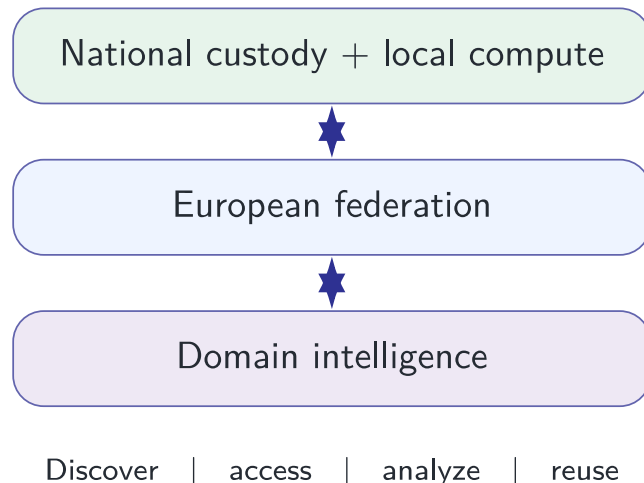 National custody + local compute
European federation
Domain intelligence
Discover | access | analyze | reuse